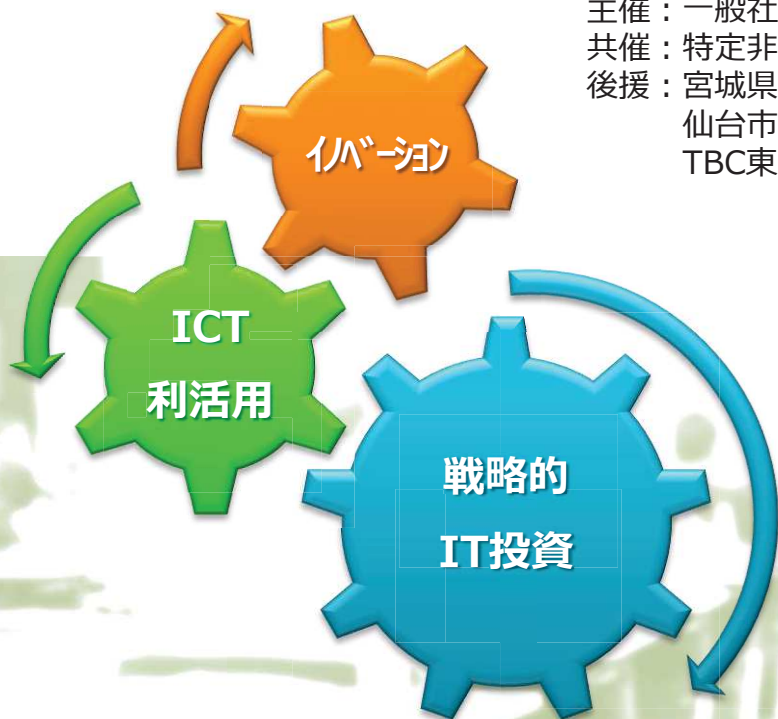 主催：一般社
共催：特定非
後援：宮城県
仙台市
TBC東
ｲﾉﾍﾞｰｼｮﾝ
ICT
利活用
戦略的
IT投資